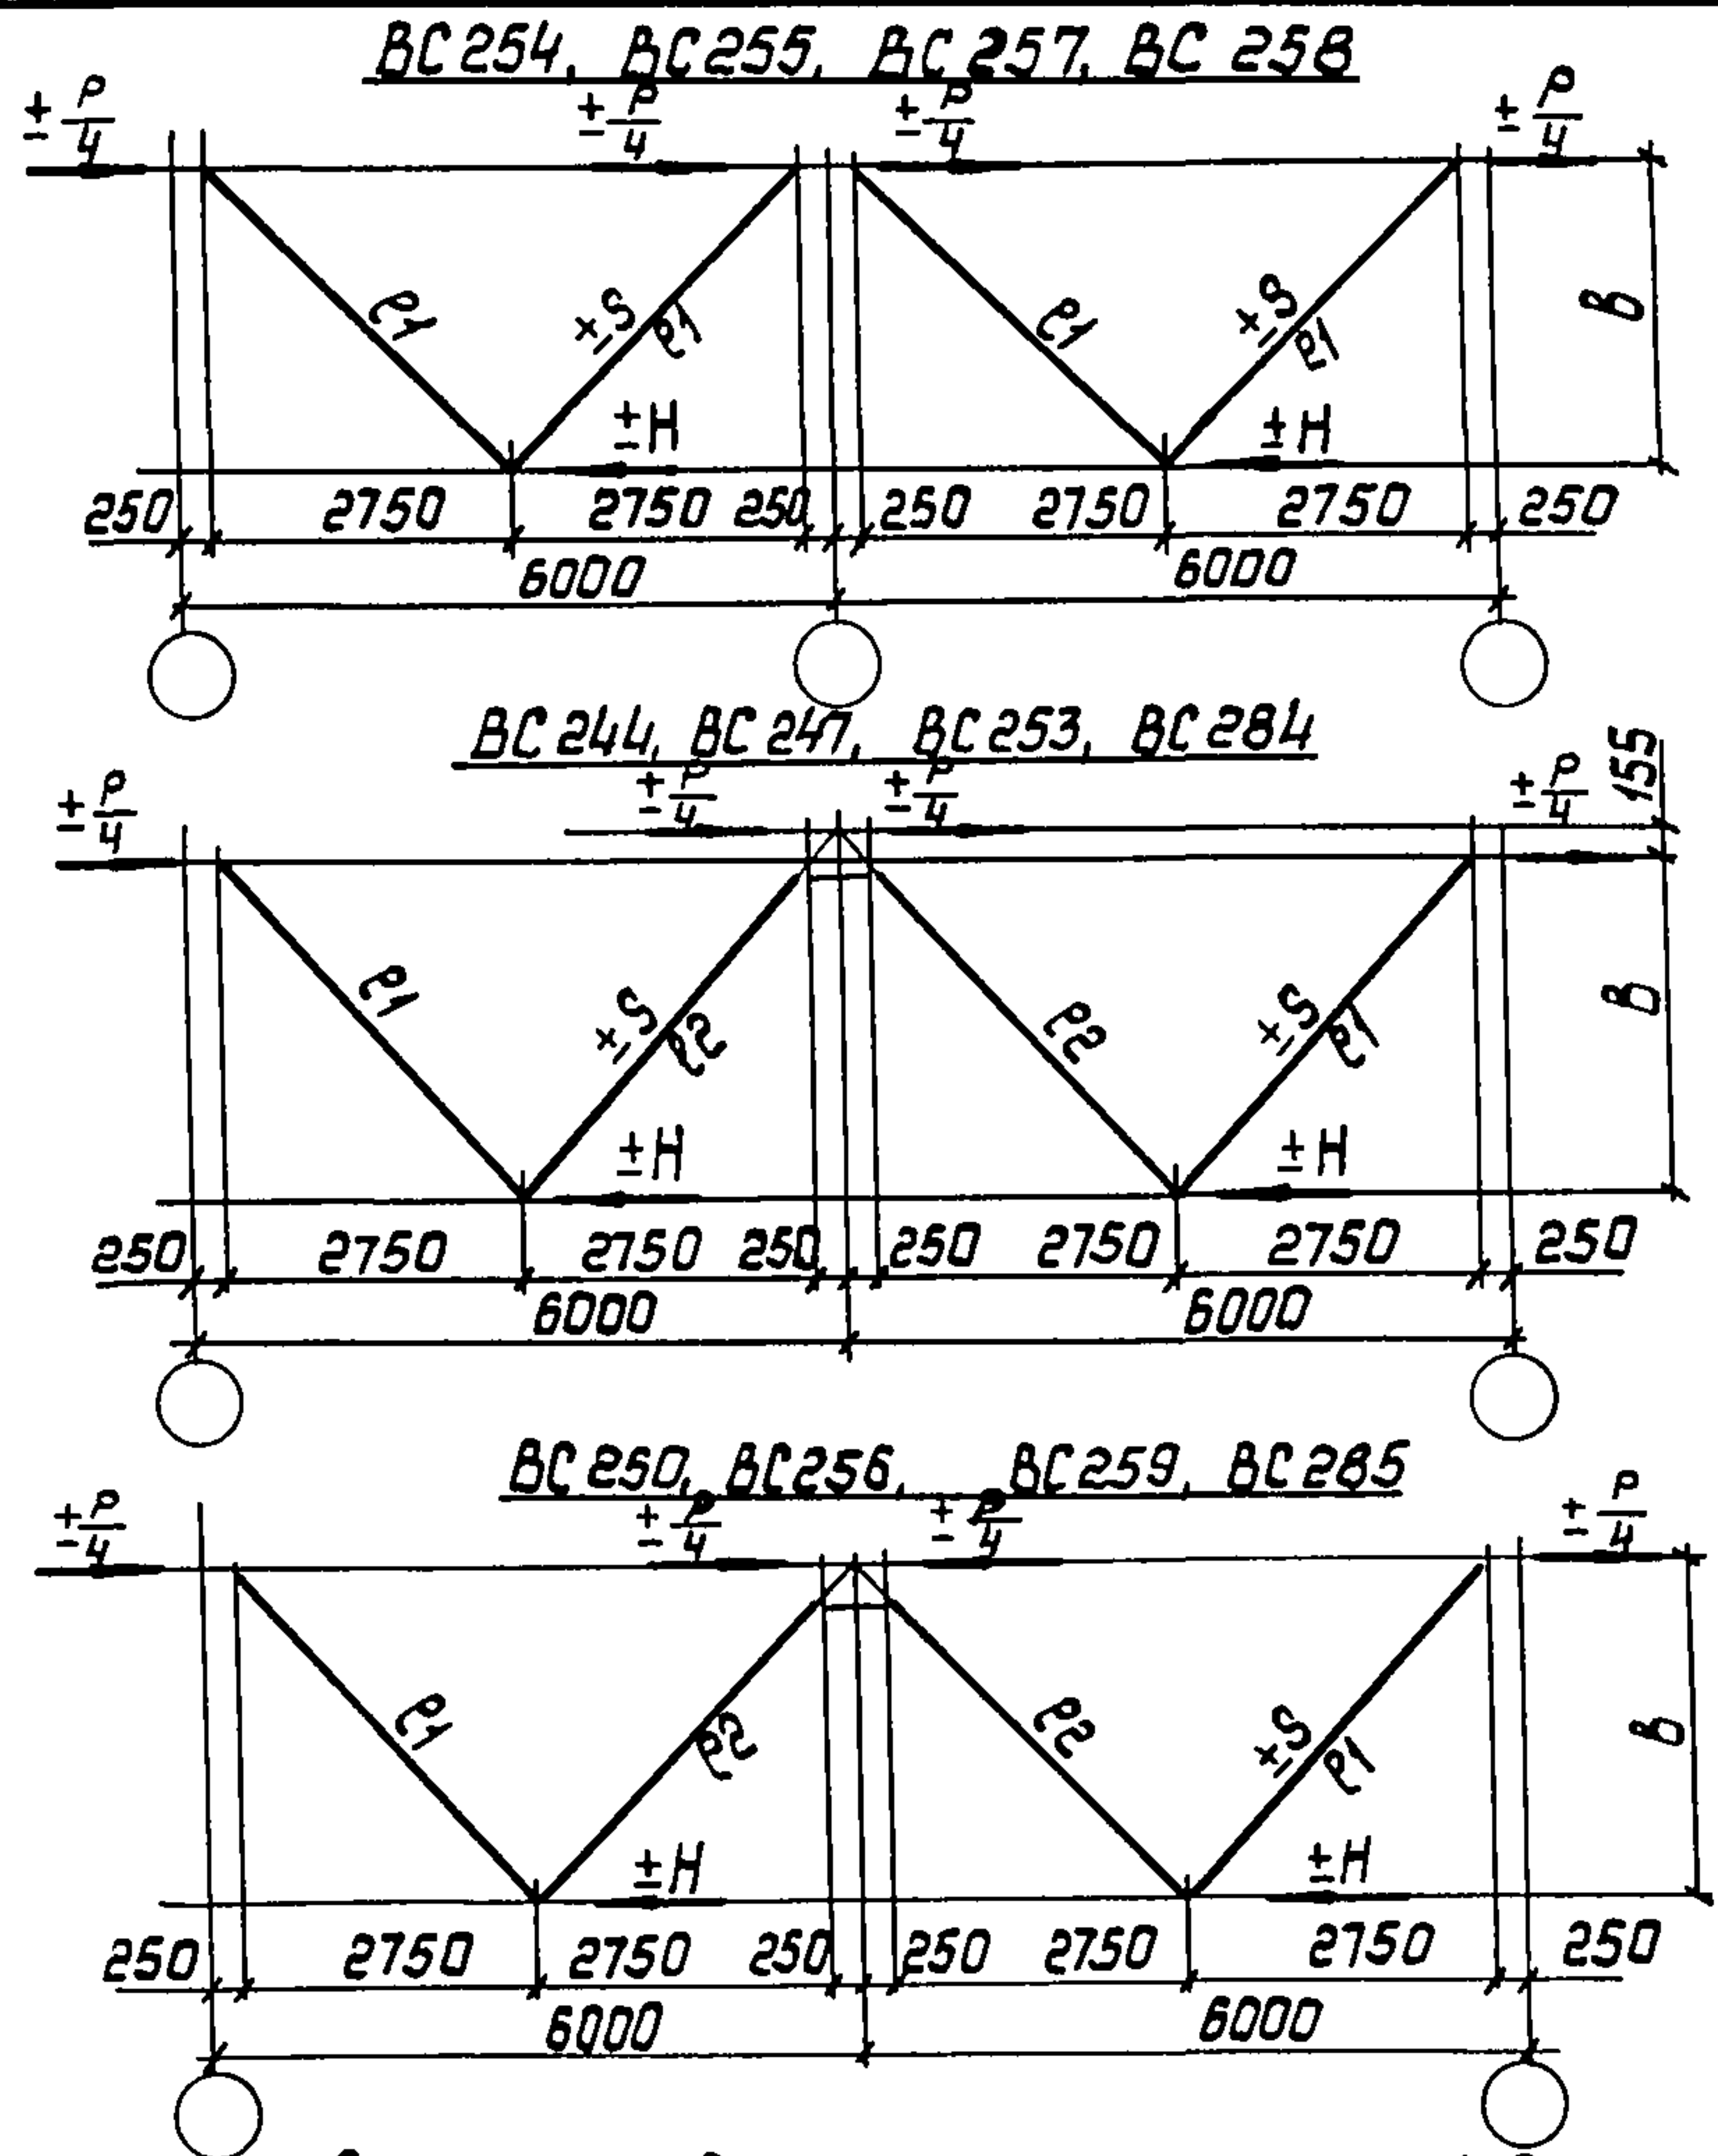 ВС 254, ВС 255, ВС 257, ВС 258
± P/4 ± P/4 ± P/4 ± P/4
ℓ1 ±S ℓ1 ℓ1 ±S ℓ1 В
±H ±H
250 2750 2750 250 250 2750 2750 250
6000 6000
ВС 244, ВС 247, ВС 253, ВС 284
± P/4 ± P/4 ± P/4 ± P/4 155
ℓ1 ±S ℓ2 ℓ2 ±S ℓ1 В
±H ±H
250 2750 2750 250 250 2750 2750 250
6000 6000
ВС 250, ВС 256, ВС 259, ВС 285
± P/4 ± P/4 ± P/4 ± P/4
ℓ1 ℓ2 ℓ2 ±S ℓ1 В
±H ±H
250 2750 2750 250 250 2750 2750 250
6000 6000